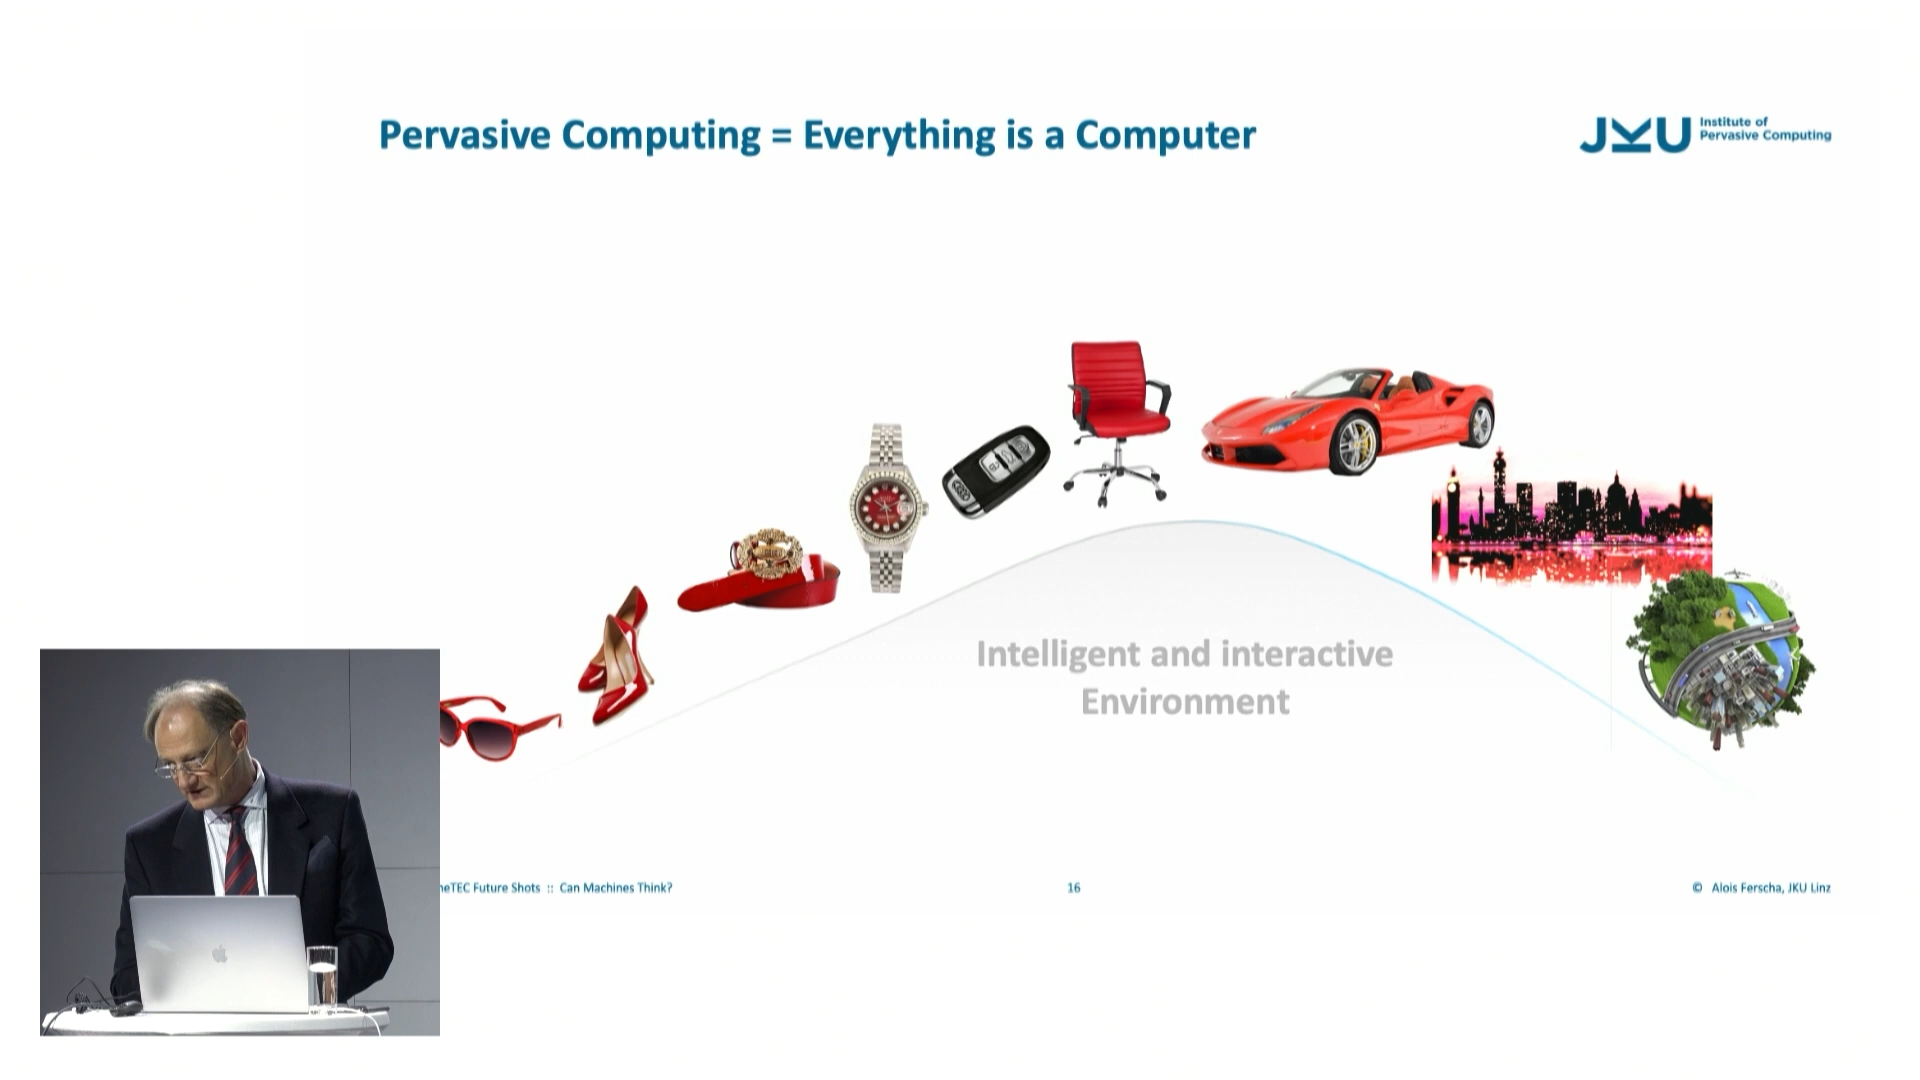 Pervasive Computing = Everything is a Computer
JKU Institute of
Pervasive Computing
Intelligent and interactive
Environment
neTEC Future Shots :: Can Machines Think?
16
© Alois Ferscha, JKU Linz